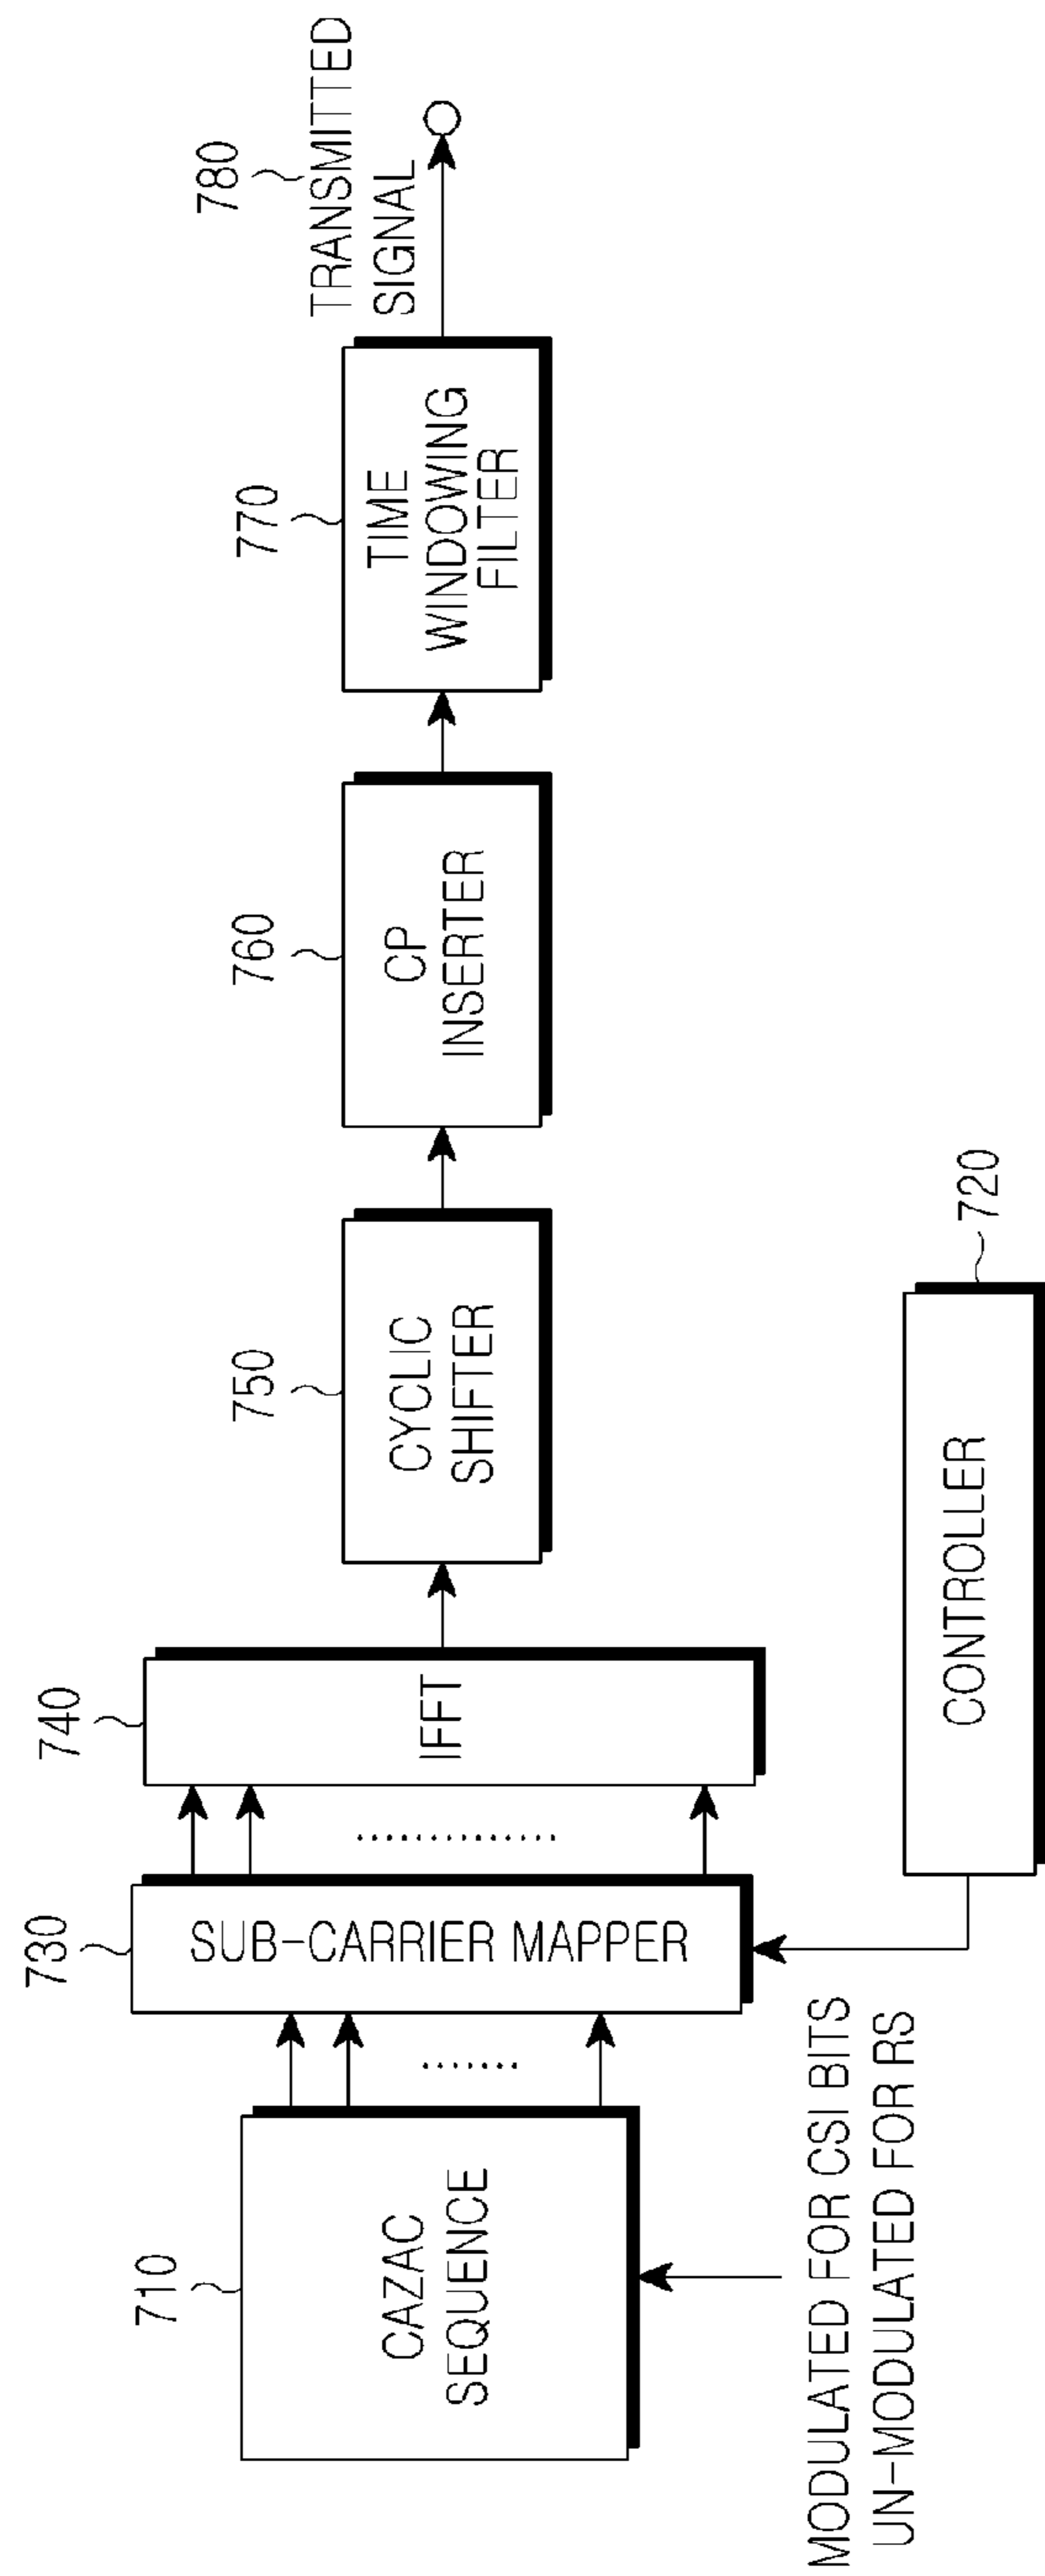 710
CAZAC
SEQUENCE
MODULATED FOR CSI BITS
UN-MODULATED FOR RS
730
SUB-CARRIER MAPPER
740
IFFT
720
CONTROLLER
750
CYCLIC
SHIFTER
760
CP
INSERTER
770
TIME
WINDOWING
FILTER
780
TRANSMITTED
SIGNAL